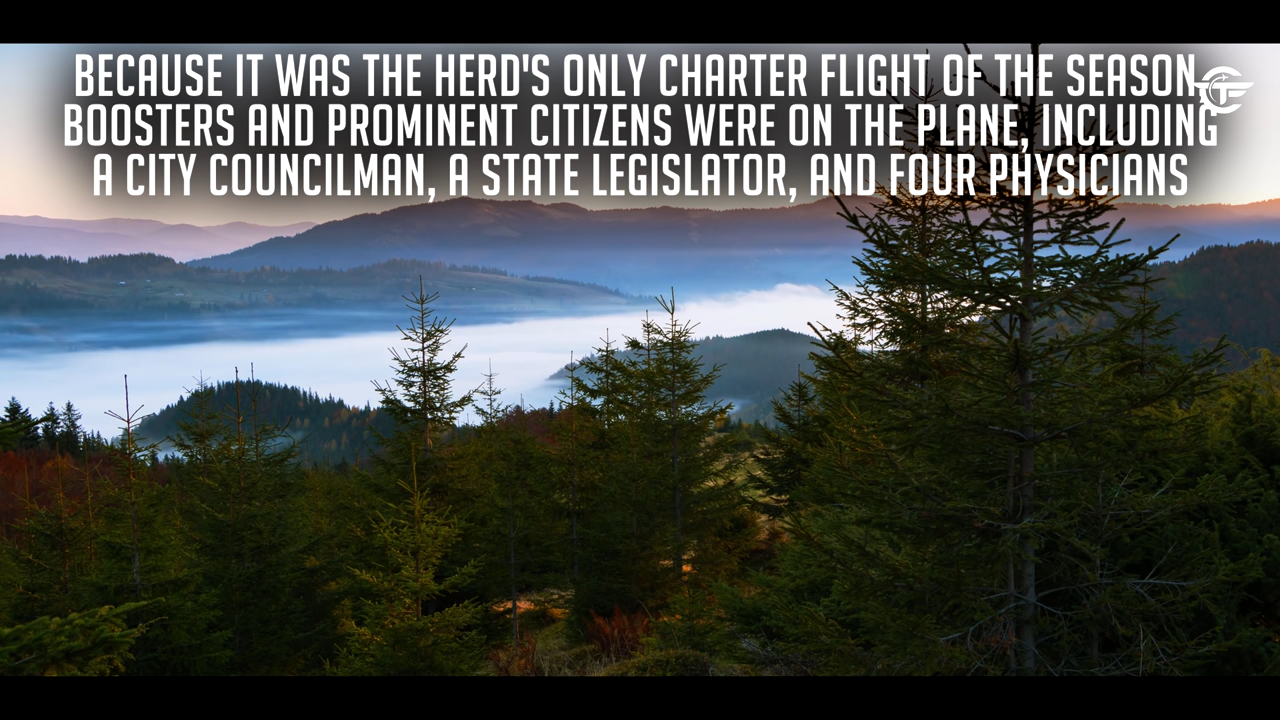 BECAUSE IT WAS THE HERD'S ONLY CHARTER FLIGHT OF THE SEASON,
BOOSTERS AND PROMINENT CITIZENS WERE ON THE PLANE, INCLUDING
A CITY COUNCILMAN, A STATE LEGISLATOR, AND FOUR PHYSICIANS